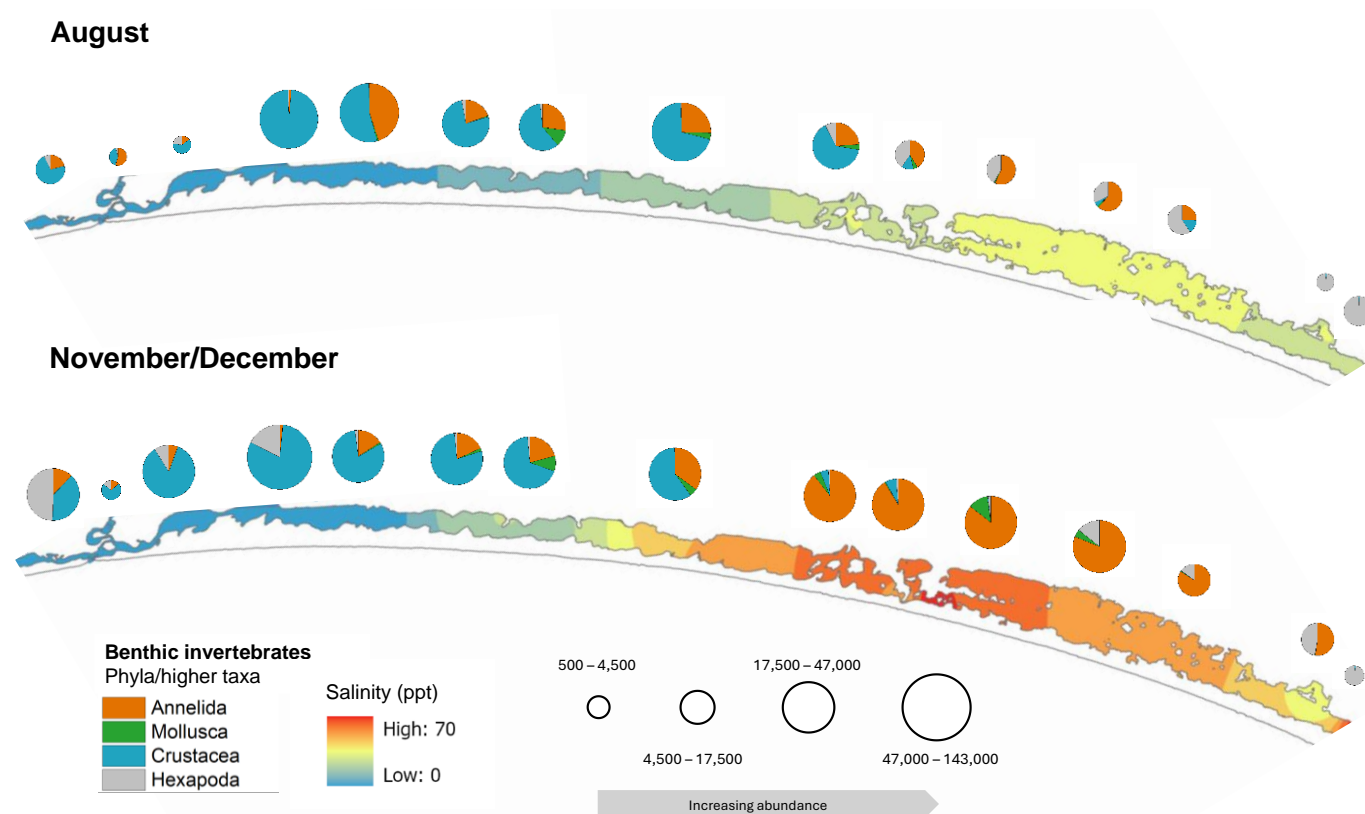 August
November/December
Benthic invertebrates
Phyla/higher taxa
Annelida
Mollusca
Crustacea
Hexapoda
Salinity (ppt)
High: 70
Low: 0
500 – 4,500
17,500 – 47,000
4,500 – 17,500
47,000 – 143,000
Increasing abundance